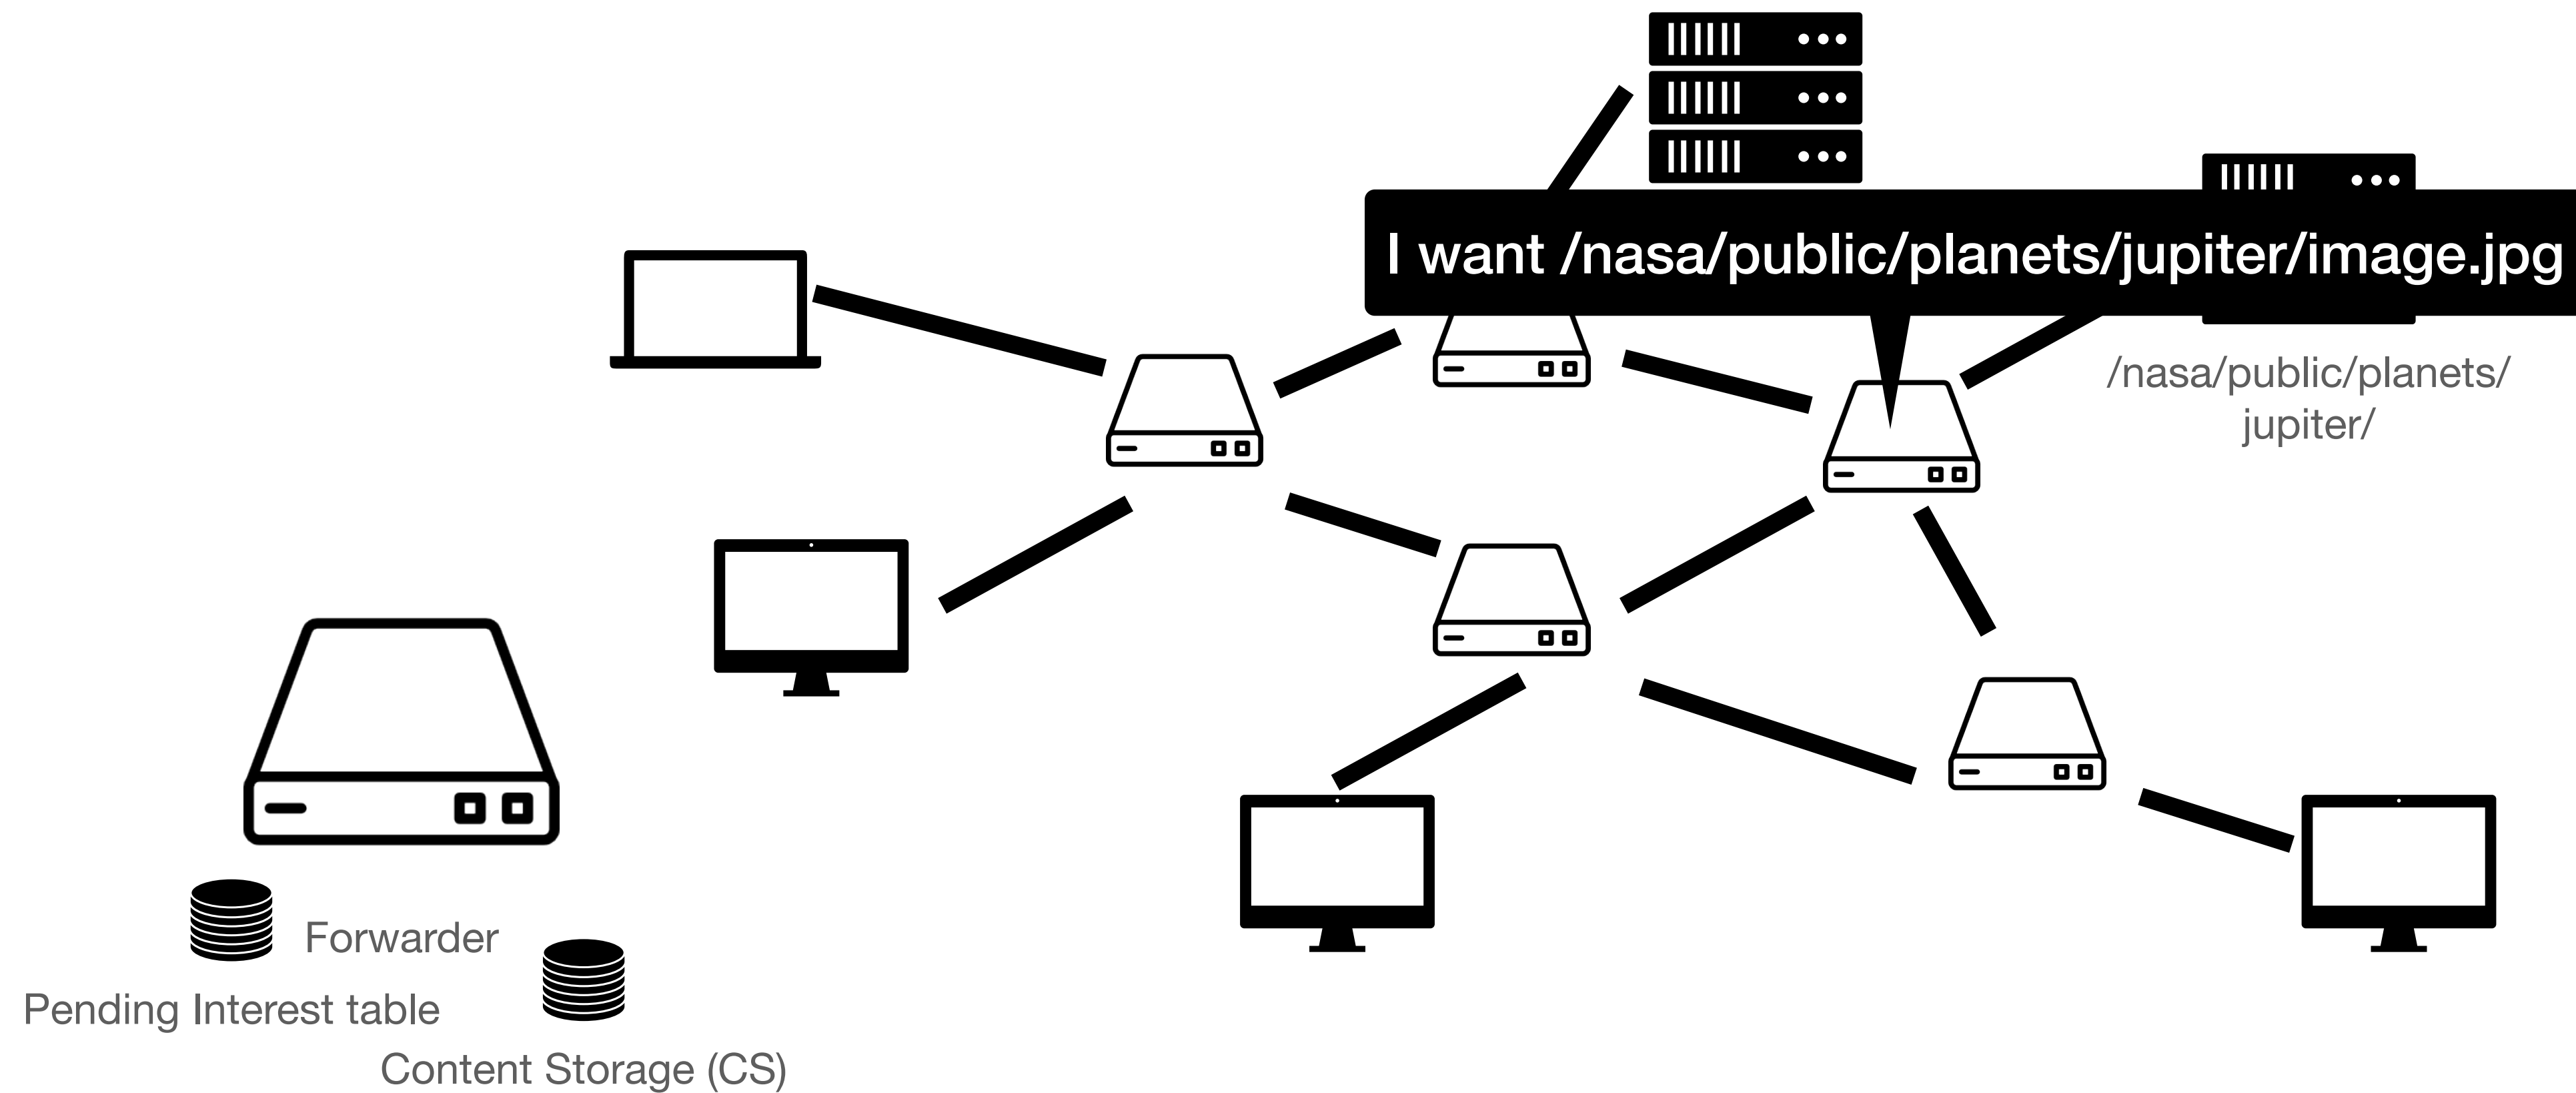 I want /nasa/public/planets/jupiter/image.jpg
/nasa/public/planets/
jupiter/
Forwarder
Pending Interest table
Content Storage (CS)